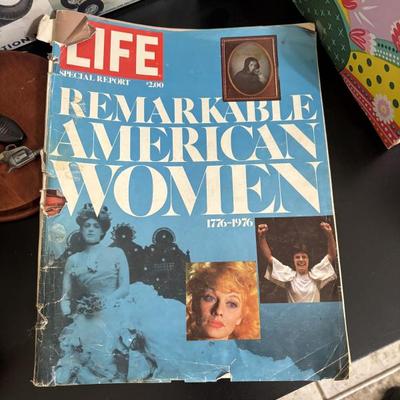 LIFE
SPECIAL REPORT $2.00
REMARKABLE
AMERICAN
WOMEN
1776-1976